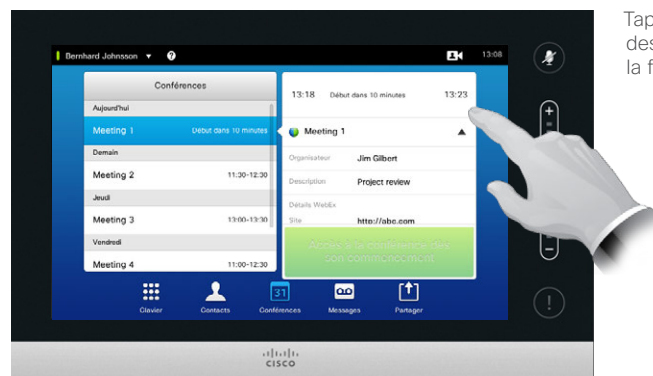 Tap
des
la f
Bernhard Johnsson
13:08
Conférences
Aujourd'hui
Meeting 1 Début dans 10 minutes
Demain
Meeting 2 11:30-12:30
Jeudi
Meeting 3 13:00-13:30
Vendredi
Meeting 4 11:00-12:30
13:18 Début dans 10 minutes 13:23
Meeting 1
Organisateur Jim Gilbert
Description Project review
Détails WebEx
Site http://abc.com
Accès à la conférence dès
son commencement
Clavier Contacts 31 Conférences Messages Partager
CISCO